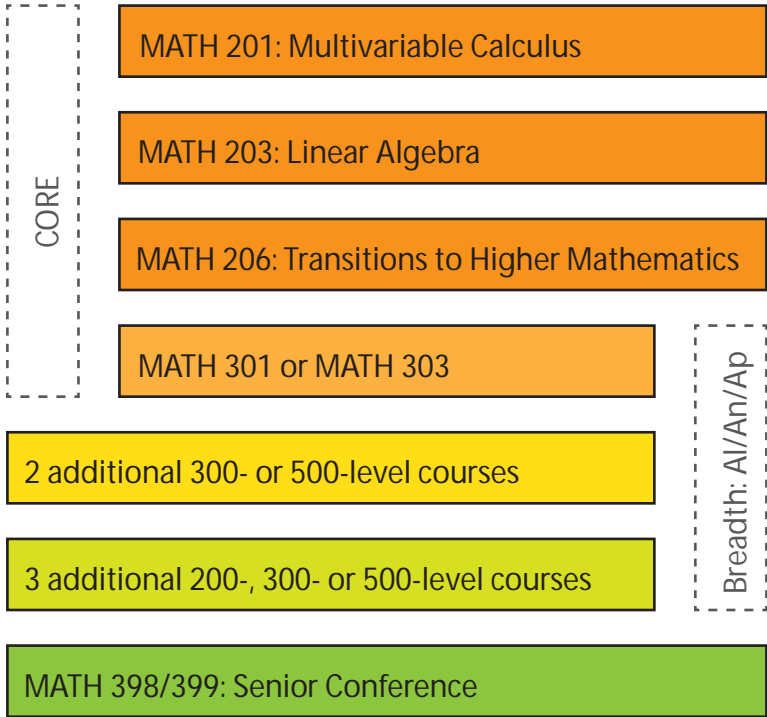 CORE
MATH 201: Multivariable Calculus
MATH 203: Linear Algebra
MATH 206: Transitions to Higher Mathematics
MATH 301 or MATH 303
Breadth: Al/An/Ap
2 additional 300- or 500-level courses
3 additional 200-, 300- or 500-level courses
MATH 398/399: Senior Conference